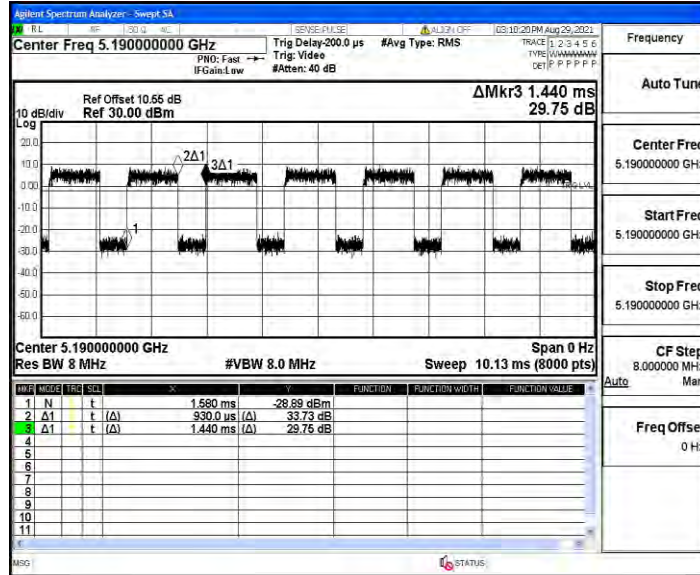 Agilent Spectrum Analyzer - Swept SA
RL RF 50 Ω AC SENSE:PULSE ALIGN OFF 03:10:20 PM Aug 29, 2021
Center Freq 5.190000000 GHz
PNO: Fast
IFGain:Low
Trig Delay-200.0 µs
Trig: Video
#Atten: 40 dB
#Avg Type: RMS
TRACE 1 2 3 4 5 6
TYPE WWWWWW
DET P P P P P P
Ref Offset 10.55 dB
Ref 30.00 dBm
10 dB/div
Log
ΔMkr3 1.440 ms
29.75 dB
20.0
10.0
0.00
-10.0
-20.0
-30.0
-40.0
-50.0
-60.0
2Δ1
3Δ1
1
TRIG LVL
Center 5.190000000 GHz
Span 0 Hz
Res BW 8 MHz
#VBW 8.0 MHz
Sweep 10.13 ms (8000 pts)
MKR MODE TRC SCL X Y FUNCTION FUNCTION WIDTH FUNCTION VALUE
1 N t 1.580 ms -28.89 dBm
2 Δ1 t (Δ) 930.0 µs (Δ) 33.73 dB
3 Δ1 t (Δ) 1.440 ms (Δ) 29.75 dB
4
5
6
7
8
9
10
11
MSG
STATUS
Frequency
Auto Tune
Center Freq
5.190000000 GHz
Start Freq
5.190000000 GHz
Stop Freq
5.190000000 GHz
CF Step
8.000000 MHz
Auto Man
Freq Offset
0 Hz